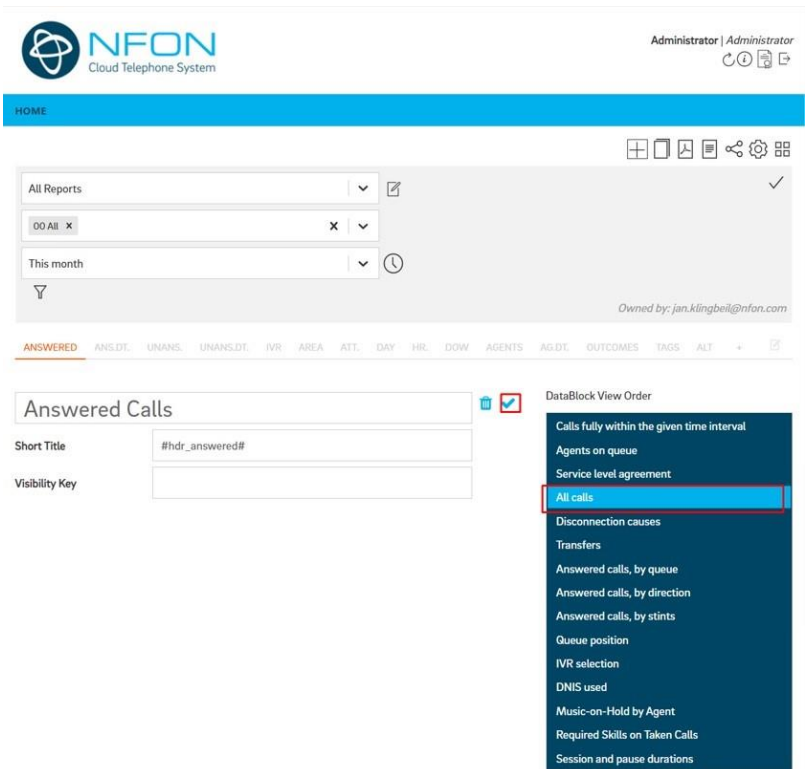 NFON
Cloud Telephone System
Administrator | Administrator
HOME
All Reports
00 All ×
This month
Owned by: jan.klingbeil@nfon.com
ANSWERED ANS.DT. UNANS. UNANS.DT. IVR AREA ATT. DAY HR. DOW AGENTS AG.DT. OUTCOMES TAGS ALT +
Answered Calls
Short Title #hdr_answered#
Visibility Key
DataBlock View Order
Calls fully within the given time interval
Agents on queue
Service level agreement
All calls
Disconnection causes
Transfers
Answered calls, by queue
Answered calls, by direction
Answered calls, by stints
Queue position
IVR selection
DNIS used
Music-on-Hold by Agent
Required Skills on Taken Calls
Session and pause durations